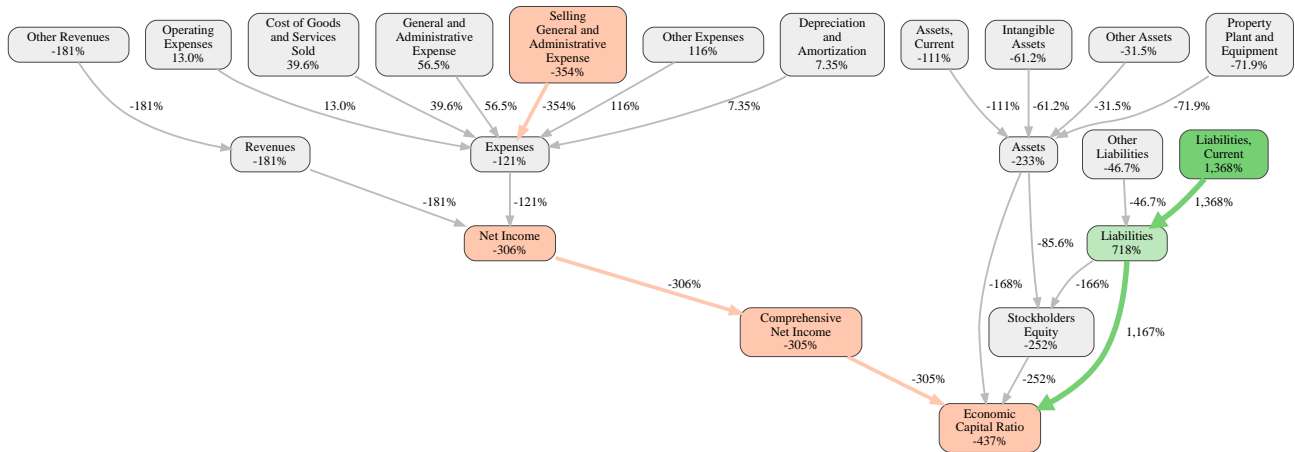 Other Revenues
-181%
Operating
Expenses
13.0%
Cost of Goods
and Services
Sold
39.6%
General and
Administrative
Expense
56.5%
Selling
General and
Administrative
Expense
-354%
Other Expenses
116%
Depreciation
and
Amortization
7.35%
Assets,
Current
-111%
Intangible
Assets
-61.2%
Other Assets
-31.5%
Property
Plant and
Equipment
-71.9%
-181%
13.0%
39.6%
56.5%
-354%
116%
7.35%
-111%
-61.2%
-31.5%
-71.9%
Revenues
-181%
Expenses
-121%
Assets
-233%
Other
Liabilities
-46.7%
Liabilities,
Current
1,368%
-181%
-121%
-46.7%
1,368%
Net Income
-306%
-85.6%
Liabilities
718%
-306%
-168%
-166%
Comprehensive
Net Income
-305%
Stockholders
Equity
-252%
1,167%
-305%
-252%
Economic
Capital Ratio
-437%